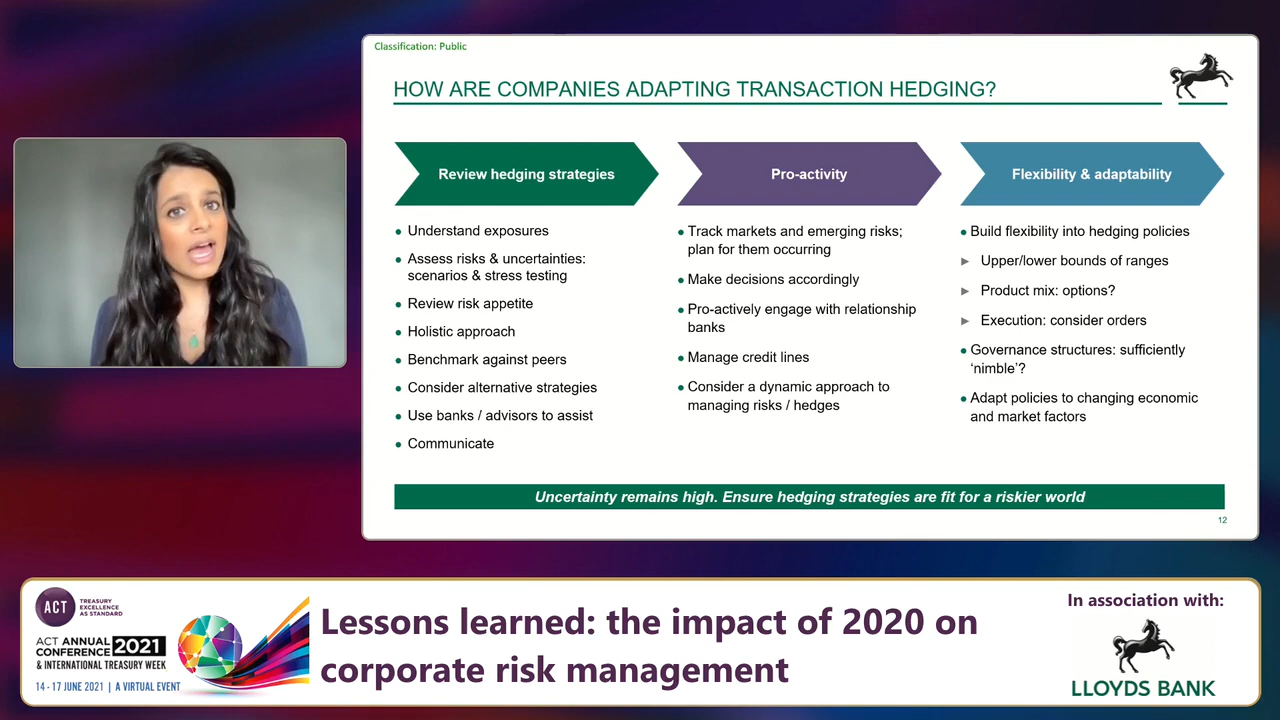 Classification: Public
HOW ARE COMPANIES ADAPTING TRANSACTION HEDGING?
Review hedging strategies
Understand exposures
Assess risks & uncertainties:
scenarios & stress testing
Review risk appetite
Holistic approach
Benchmark against peers
Consider alternative strategies
Use banks / advisors to assist
Communicate
Pro-activity
Track markets and emerging risks;
plan for them occurring
Make decisions accordingly
Pro-actively engage with relationship
banks
Manage credit lines
Consider a dynamic approach to
managing risks / hedges
Flexibility & adaptability
Build flexibility into hedging policies
Upper/lower bounds of ranges
Product mix: options?
Execution: consider orders
Governance structures: sufficiently
‘nimble’?
Adapt policies to changing economic
and market factors
Uncertainty remains high. Ensure hedging strategies are fit for a riskier world
12
ACT
TREASURY
EXCELLENCE
AS STANDARD
ACT ANNUAL
CONFERENCE 2021
& INTERNATIONAL TREASURY WEEK
14 - 17 JUNE 2021 | A VIRTUAL EVENT
Lessons learned: the impact of 2020 on
corporate risk management
In association with:
LLOYDS BANK